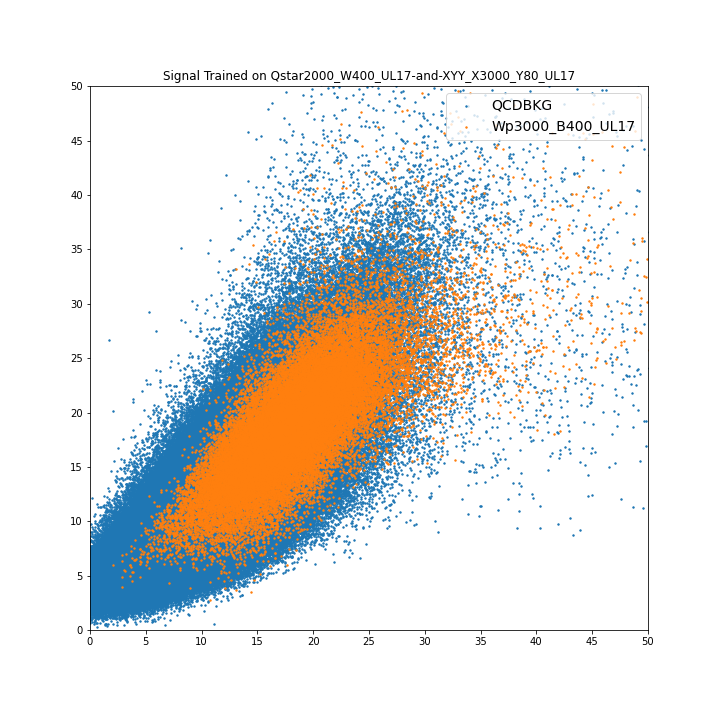 Signal Trained on Qstar2000_W400_UL17-and-XYY_X3000_Y80_UL17
QCDBKG
Wp3000_B400_UL17
50
45
40
35
30
25
20
15
10
5
0
0 5 10 15 20 25 30 35 40 45 50